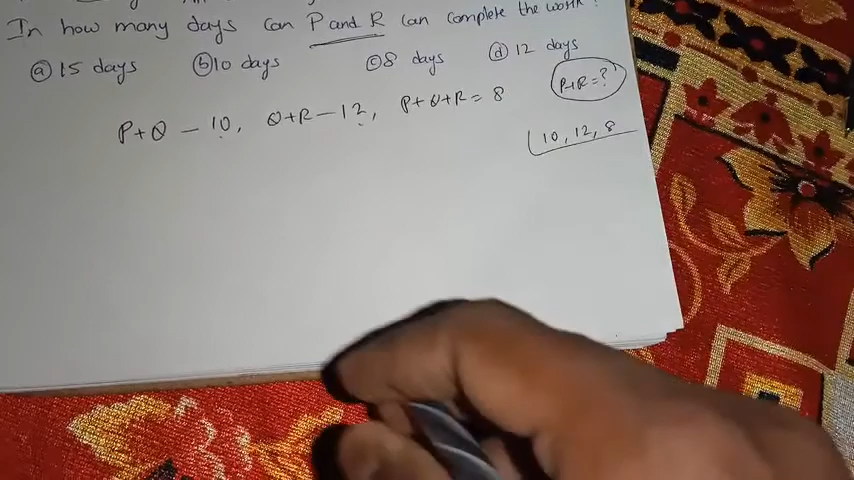 In how many days can P and R can complete the work ?
ⓐ 15 days ⓑ 10 days ⓒ 8 days ⓓ 12 days
P+R=?
P+Q — 10, Q+R — 12, P+Q+R = 8
10, 12, 8